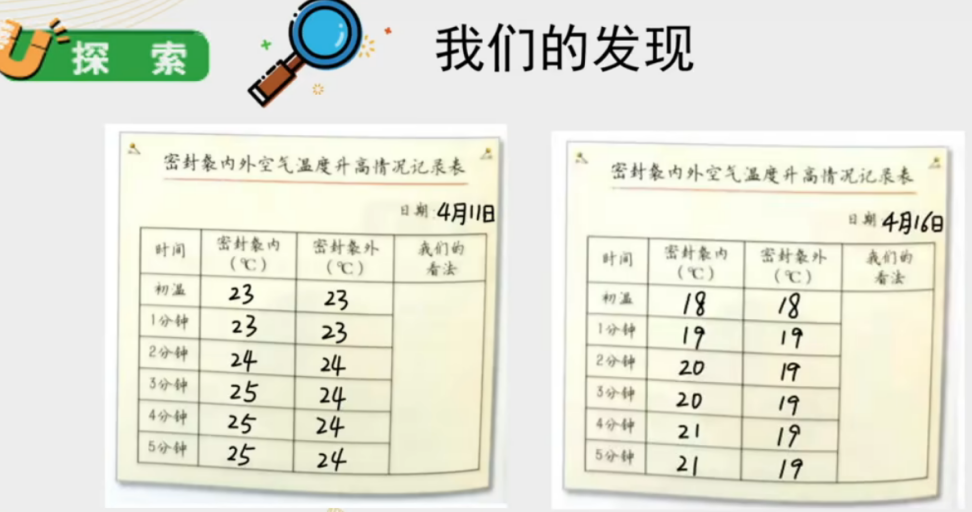 探 索
我们的发现
密封袋内外空气温度升高情况记录表
日期 4月11日
时间 密封袋内(℃) 密封袋外(℃) 我们的看法
初温 23 23
1分钟 23 23
2分钟 24 24
3分钟 25 24
4分钟 25 24
5分钟 25 24
密封袋内外空气温度升高情况记录表
日期 4月16日
时间 密封袋内(℃) 密封袋外(℃) 我们的看法
初温 18 18
1分钟 19 19
2分钟 20 19
3分钟 20 19
4分钟 21 19
5分钟 21 19